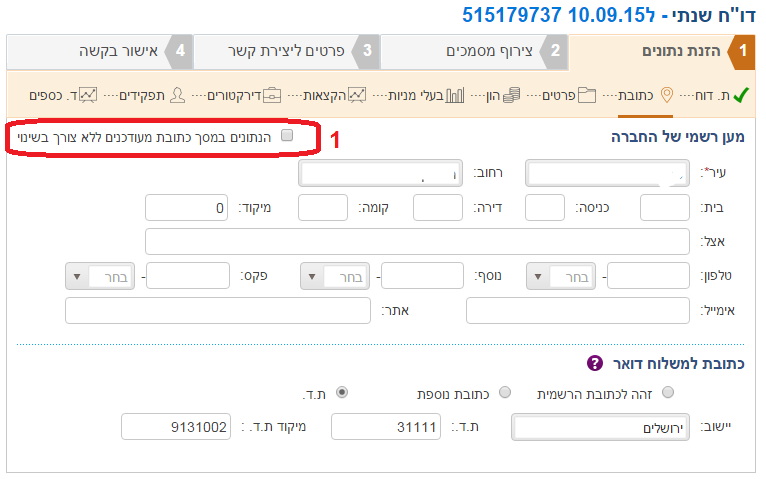 דו"ח שנתי - ל10.09.15 515179737
1 הזנת נתונים 2 צירוף מסמכים 3 פרטים ליצירת קשר 4 אישור בקשה
ת. דוח כתובת פרטים הון בעלי מניות הקצאות דירקטורים תפקידים ד. כספים
מען רשמי של החברה 1 הנתונים במסך כתובת מעודכנים ללא צורך בשינוי
עיר*: רחוב:
בית: כניסה: דירה: קומה: מיקוד: 0
אצל:
טלפון: - בחר נוסף: - בחר פקס: - בחר
אימייל: אתר:
כתובת למשלוח דואר ?
זהה לכתובת הרשמית כתובת נוספת ת.ד.
יישוב: ירושלים ת.ד.: 31111 מיקוד ת.ד. : 9131002